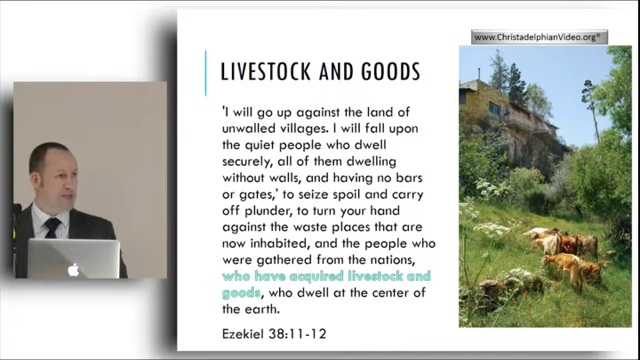 www.ChristadelphianVideo.org®
LIVESTOCK AND GOODS
'I will go up against the land of
unwalled villages. I will fall upon
the quiet people who dwell
securely, all of them dwelling
without walls, and having no bars
or gates,' to seize spoil and carry
off plunder, to turn your hand
against the waste places that are
now inhabited, and the people who
were gathered from the nations,
who have acquired livestock and
goods, who dwell at the center of
the earth.
Ezekiel 38:11-12